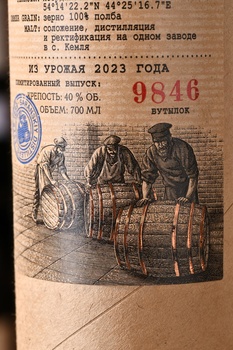 54°14'22.2"N 44°25'16.7"E
GRAIN: зерно 100% полба
MALT: соложение, дистилляция
и ректификация на одном заводе
в с. Кемля
ИЗ УРОЖАЯ 2023 ГОДА
ЛИМИТИРОВАННЫЙ ВЫПУСК:
КРЕПОСТЬ: 40 % ОБ.
ОБЪЕМ: 700 МЛ
9846
БУТЫЛОК